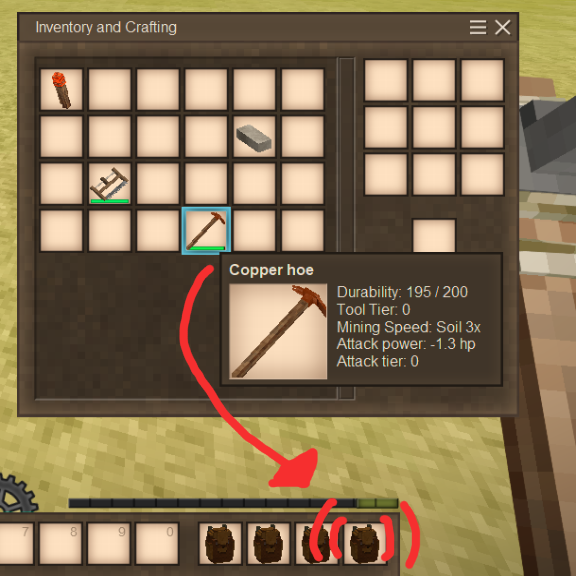 Inventory and Crafting
Copper hoe
Durability: 195 / 200
Tool Tier: 0
Mining Speed: Soil 3x
Attack power: -1.3 hp
Attack tier: 0
7 8 9 0